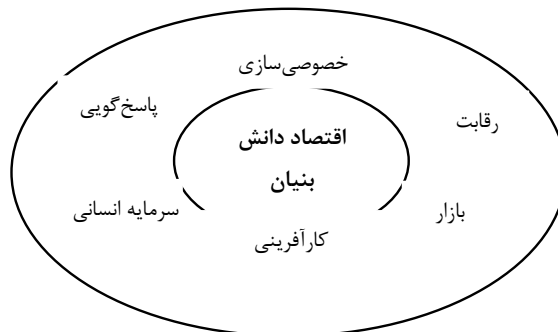 خصوصی‌سازی
پاسخ‌گویی
رقابت
اقتصاد دانش
بنیان
سرمایه انسانی
بازار
کارآفرینی